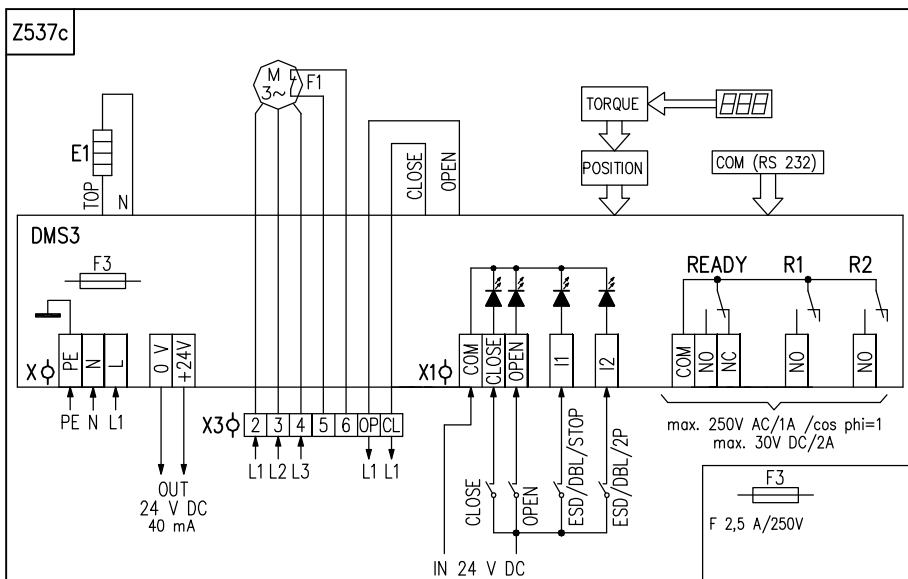 Z537c
M
3~
F1
E1
TOP
N
CLOSE
OPEN
TORQUE
888
POSITION
COM (RS 232)
DMS3
F3
READY
R1
R2
X
PE
N
L
0 V
+24V
X1
COM
CLOSE
OPEN
I1
I2
COM
NO
NC
NO
NO
PE N L1
X3
2
3
4
5
6
OP
CL
L1 L2 L3
L1 L1
OUT
24 V DC
40 mA
CLOSE
OPEN
ESD/DBL/STOP
ESD/DBL/2P
IN 24 V DC
max. 250V AC/1A /cos phi=1
max. 30V DC/2A
F3
F 2,5 A/250V